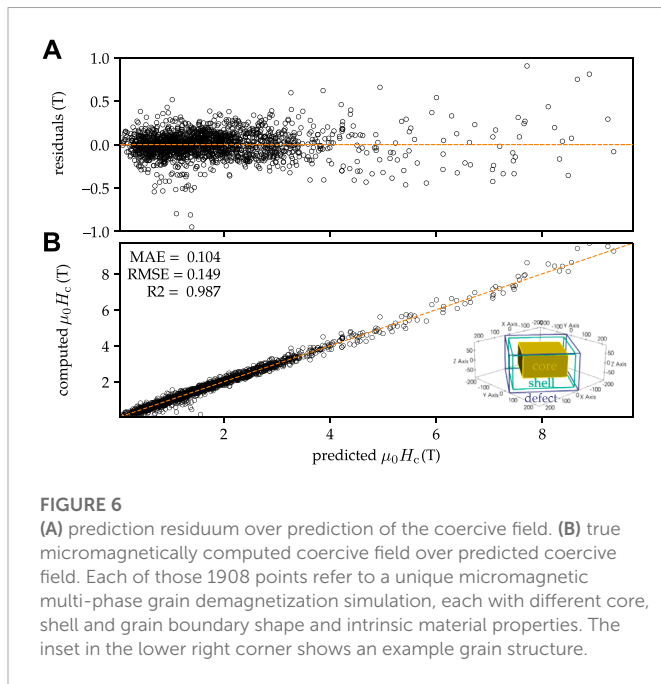 A
1.0
0.5
0.0
−0.5
−1.0
residuals (T)
B
MAE = 0.104
RMSE = 0.149
R2 = 0.987
8
6
4
2
computed μ0Hc(T)
core
shell
defect
2
4
6
8
predicted μ0Hc(T)
FIGURE 6
(A) prediction residuum over prediction of the coercive field. (B) true
micromagnetically computed coercive field over predicted coercive
field. Each of those 1908 points refer to a unique micromagnetic
multi-phase grain demagnetization simulation, each with different core,
shell and grain boundary shape and intrinsic material properties. The
inset in the lower right corner shows an example grain structure.